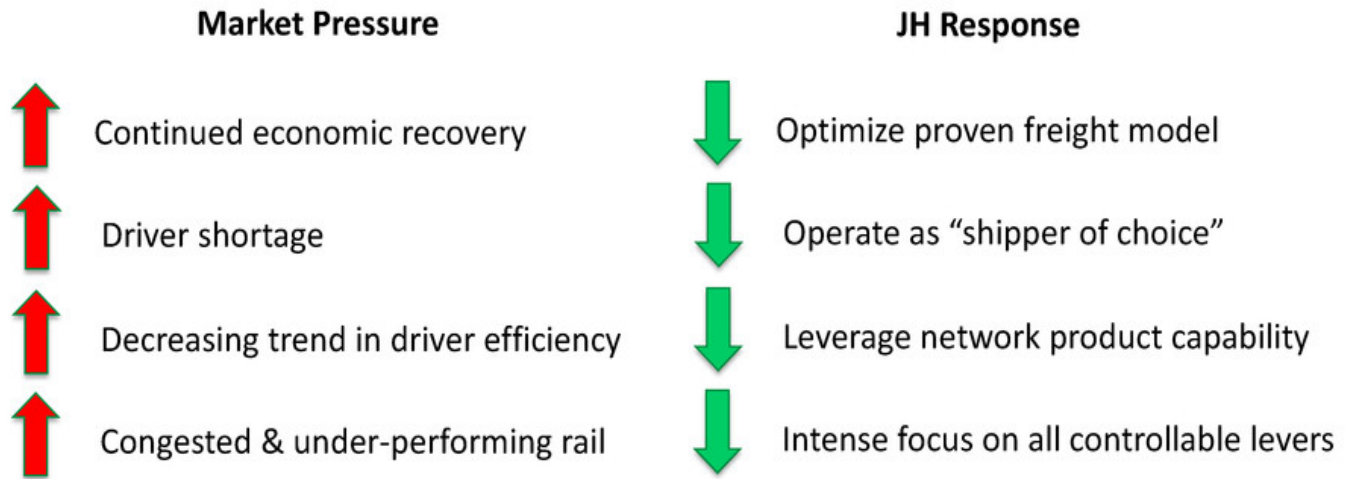 Market Pressure
JH Response
Continued economic recovery
Optimize proven freight model
Driver shortage
Operate as “shipper of choice”
Decreasing trend in driver efficiency
Leverage network product capability
Congested & under-performing rail
Intense focus on all controllable levers